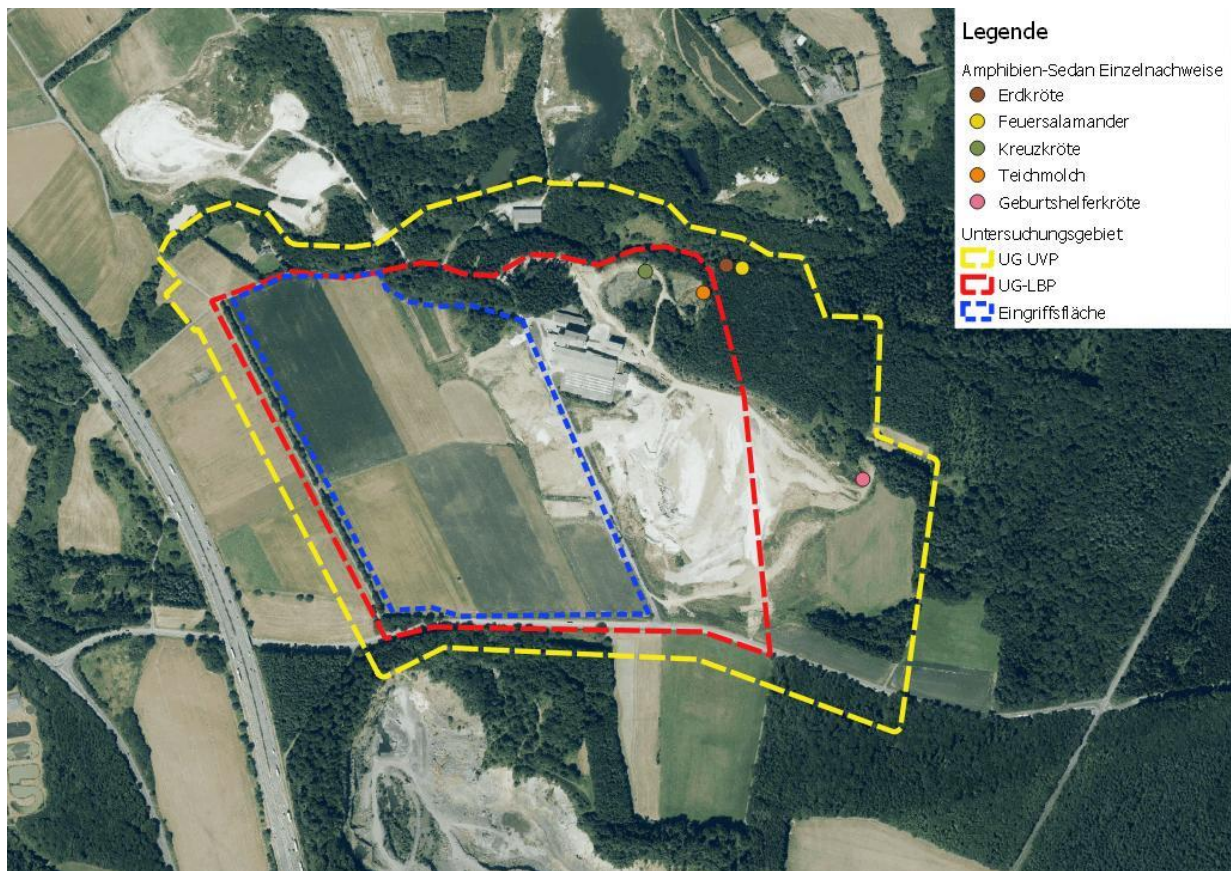 Legende
Amphibien-Sedan Einzelnachweise
Erdkröte
Feuersalamander
Kreuzkröte
Teichmolch
Geburtshelferkröte
Untersuchungsgebiet
UG UVP
UG-LBP
Eingriffsfläche